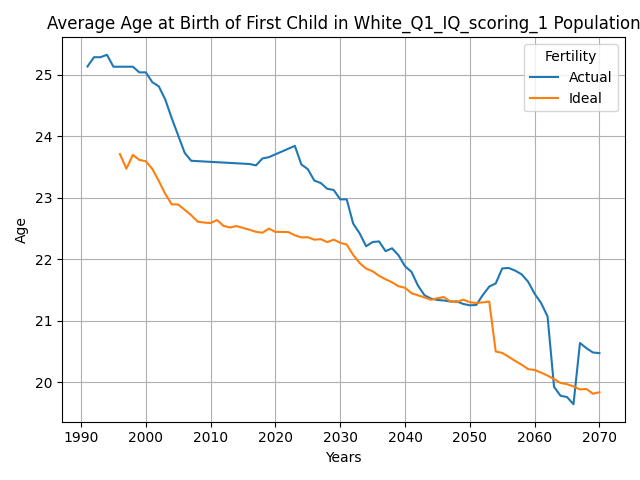 Average Age at Birth of First Child in White_Q1_IQ_scoring_1 Population
Fertility
Actual
Ideal
Age
25
24
23
22
21
20
1990 2000 2010 2020 2030 2040 2050 2060 2070
Years